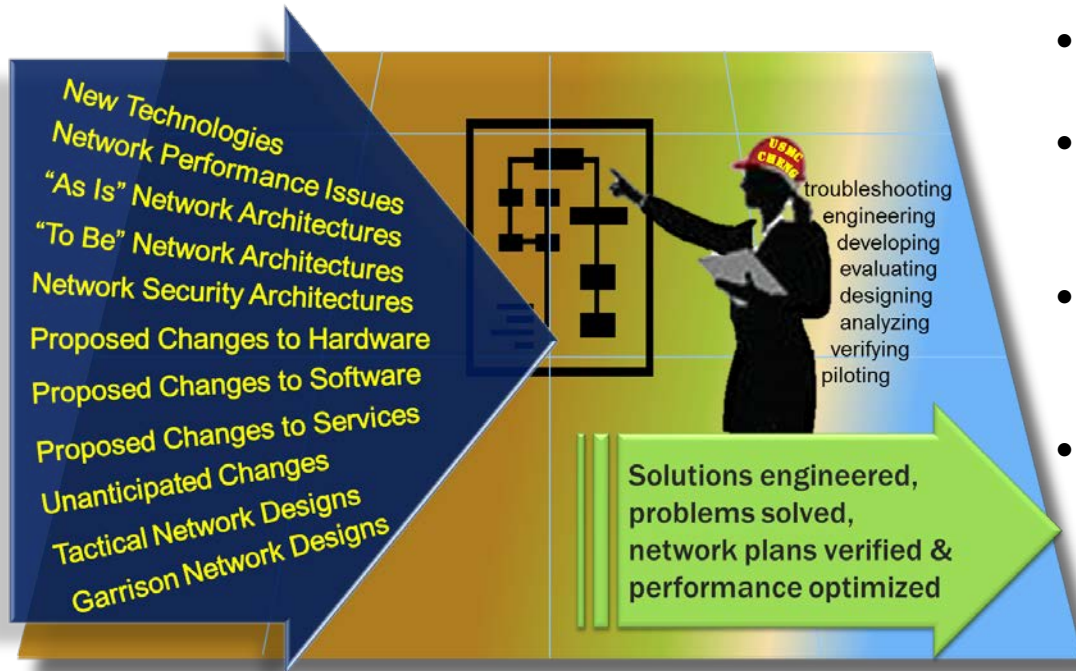 New Technologies
Network Performance Issues
“As Is” Network Architectures
“To Be” Network Architectures
Network Security Architectures
Proposed Changes to Hardware
Proposed Changes to Software
Proposed Changes to Services
Unanticipated Changes
Tactical Network Designs
Garrison Network Designs
USMC
CHENG
troubleshooting
engineering
developing
evaluating
designing
analyzing
verifying
piloting
Solutions engineered,
problems solved,
network plans verified &
performance optimized